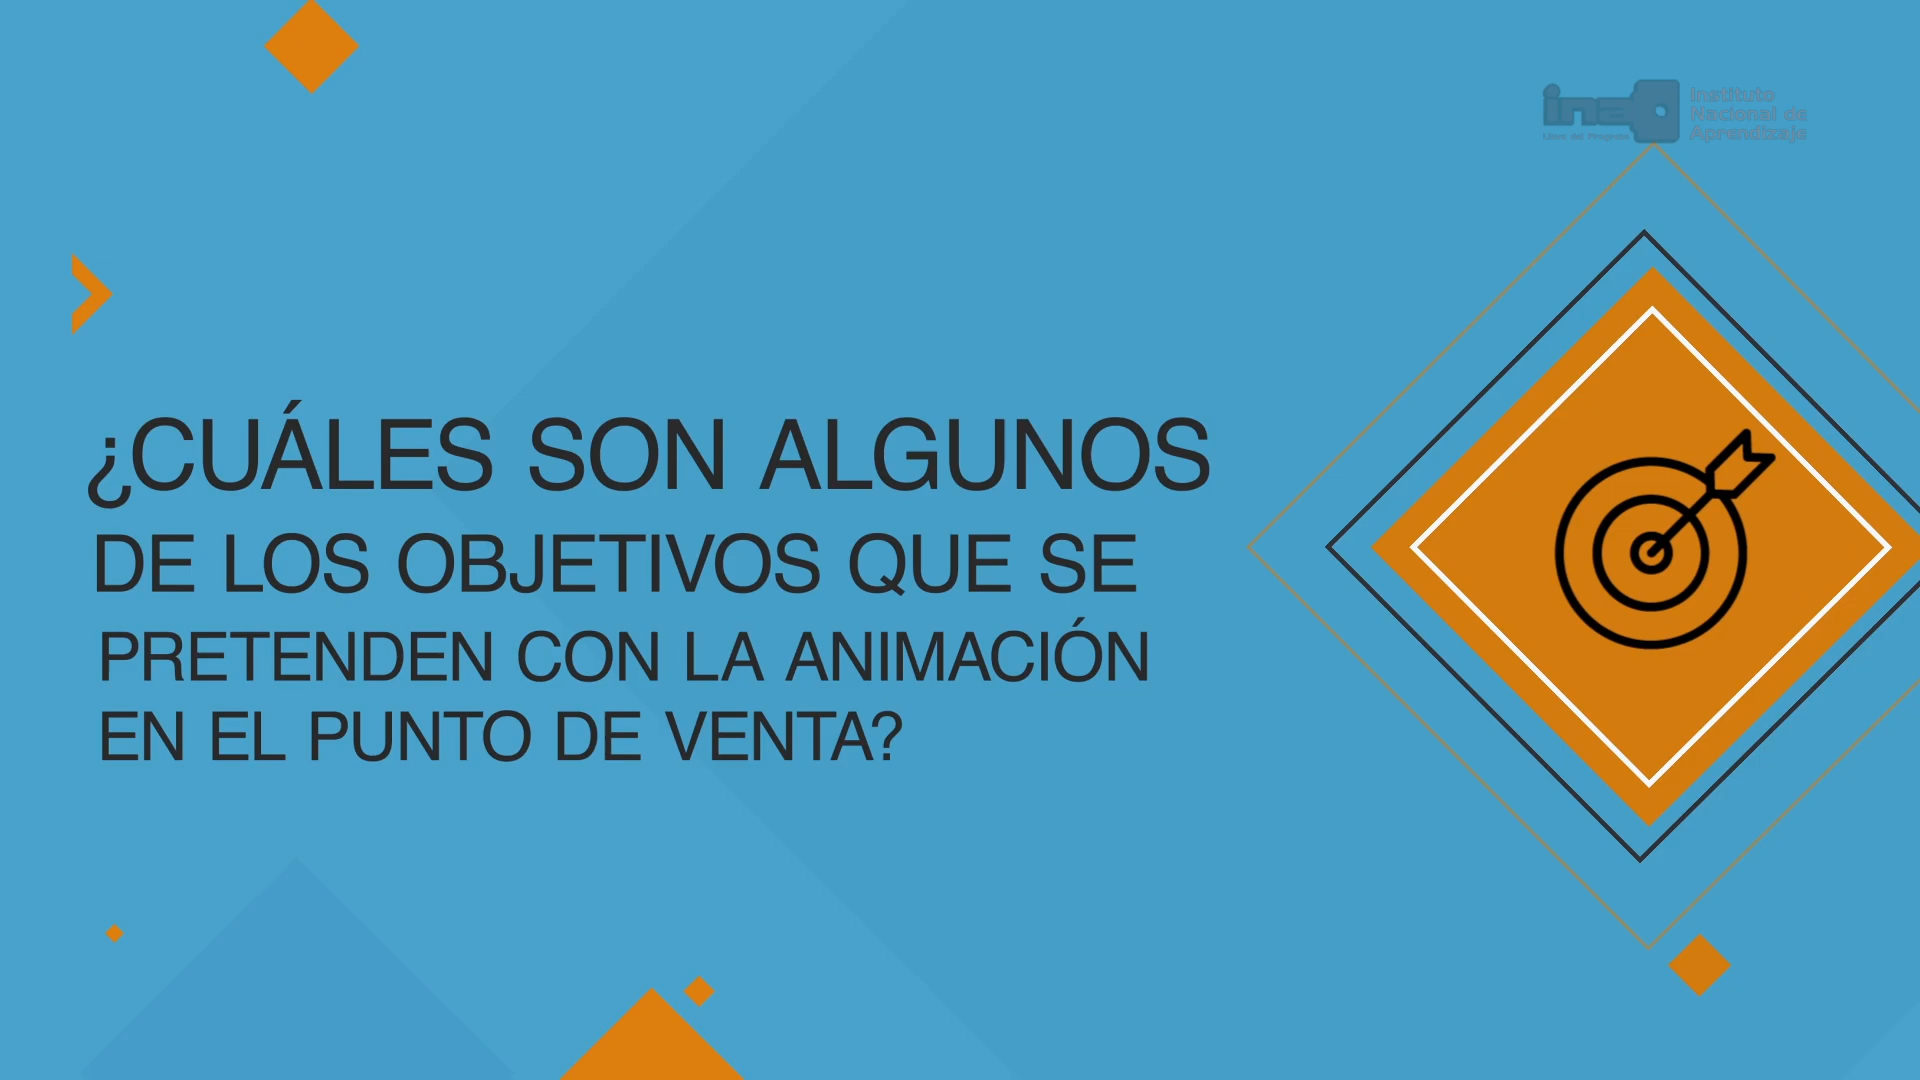 ina
Instituto
Nacional de
Aprendizaje
¿CUÁLES SON ALGUNOS
DE LOS OBJETIVOS QUE SE
PRETENDEN CON LA ANIMACIÓN
EN EL PUNTO DE VENTA?